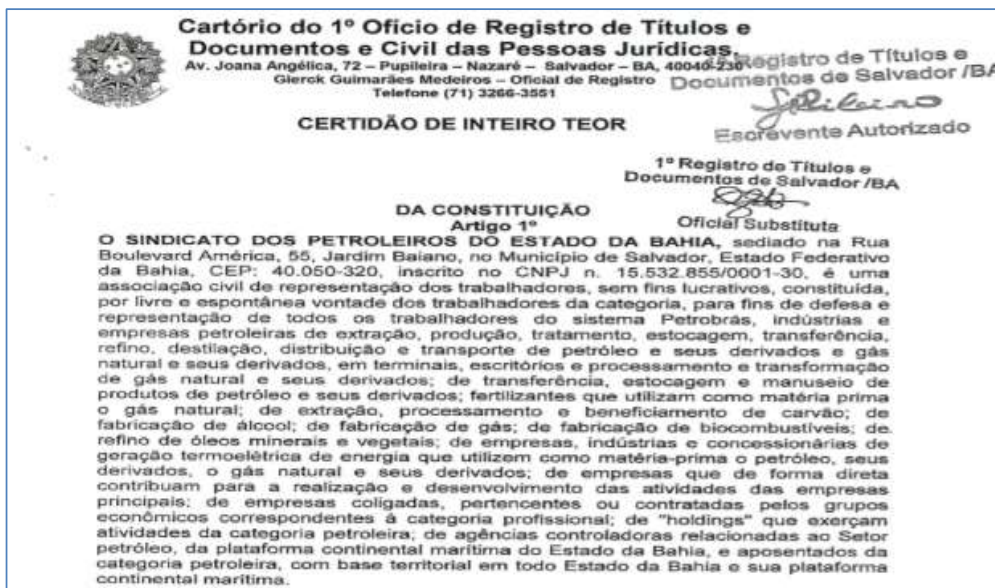 Cartório do 1º Ofício de Registro de Títulos e
Documentos e Civil das Pessoas Jurídicas.
Av. Joana Angélica, 72 – Pupileira – Nazaré – Salvador – BA, 40040-230
Gierck Guimarães Medeiros – Oficial de Registro
Telefone (71) 3266-3551
Registro de Títulos e
Documentos de Salvador /BA
Escrevente Autorizado
CERTIDÃO DE INTEIRO TEOR
1º Registro de Títulos e
Documentos de Salvador /BA
Oficial Substituta
DA CONSTITUIÇÃO
Artigo 1º
O SINDICATO DOS PETROLEIROS DO ESTADO DA BAHIA, sediado na Rua
Boulevard América, 55, Jardim Baiano, no Município de Salvador, Estado Federativo
da Bahia, CEP: 40.050-320, inscrito no CNPJ n. 15.532.855/0001-30, é uma
associação civil de representação dos trabalhadores, sem fins lucrativos, constituída,
por livre e espontânea vontade dos trabalhadores da categoria, para fins de defesa e
representação de todos os trabalhadores do sistema Petrobrás, indústrias e
empresas petroleiras de extração, produção, tratamento, estocagem, transferência,
refino, destilação, distribuição e transporte de petróleo e seus derivados e gás
natural e seus derivados, em terminais, escritórios e processamento e transformação
de gás natural e seus derivados; de transferência, estocagem e manuseio de
produtos de petróleo e seus derivados; fertilizantes que utilizam como matéria prima
o gás natural; de extração, processamento e beneficiamento de carvão; de
fabricação de álcool; de fabricação de gás; de fabricação de biocombustíveis; de
refino de óleos minerais e vegetais; de empresas, indústrias e concessionárias de
geração termoelétrica de energia que utilizem como matéria-prima o petróleo, seus
derivados, o gás natural e seus derivados; de empresas que de forma direta
contribuam para a realização e desenvolvimento das atividades das empresas
principais; de empresas coligadas, pertencentes ou contratadas pelos grupos
econômicos correspondentes à categoria profissional; de "holdings" que exerçam
atividades da categoria petroleira; de agências controladoras relacionadas ao Setor
petróleo, da plataforma continental marítima do Estado da Bahia, e aposentados da
categoria petroleira, com base territorial em todo Estado da Bahia e sua plataforma
continental marítima.